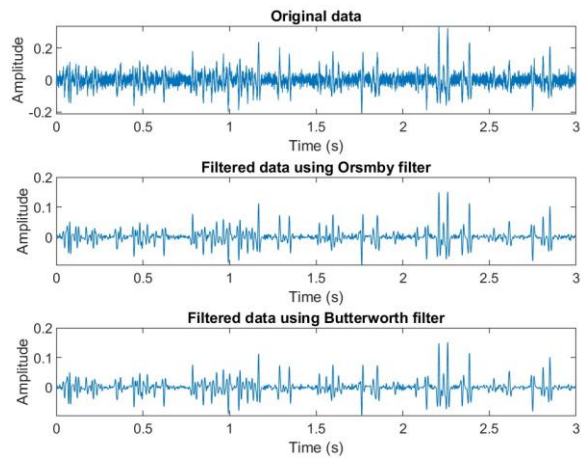 Original data
0.2
0
-0.2
Amplitude
0 0.5 1 1.5 2 2.5 3
Time (s)
Filtered data using Orsmby filter
0.2
0.1
0
Amplitude
0 0.5 1 1.5 2 2.5 3
Time (s)
Filtered data using Butterworth filter
0.2
0.1
0
Amplitude
0 0.5 1 1.5 2 2.5 3
Time (s)